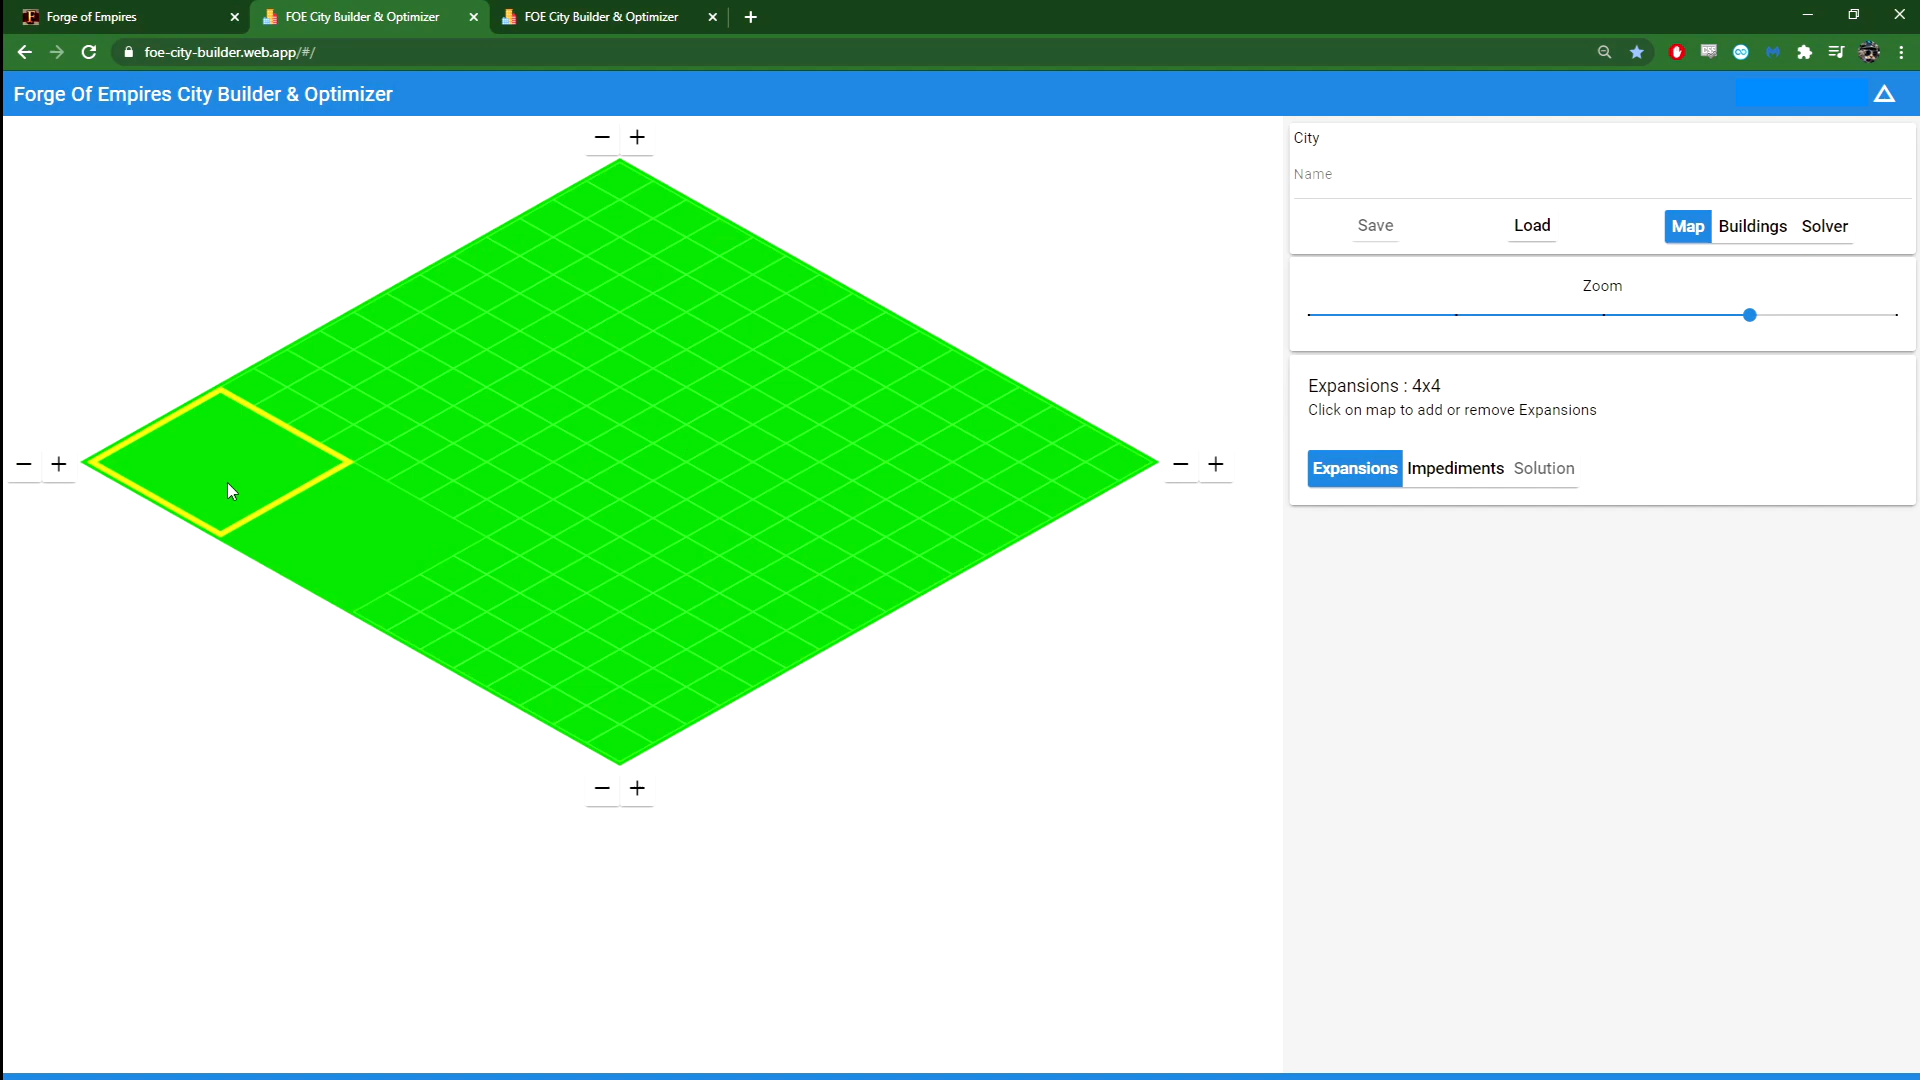 Forge of Empires
FOE City Builder & Optimizer
FOE City Builder & Optimizer
foe-city-builder.web.app/#/
Forge Of Empires City Builder & Optimizer
City
Name
Save
Load
Map Buildings Solver
Zoom
Expansions : 4x4
Click on map to add or remove Expansions
Expansions Impediments Solution